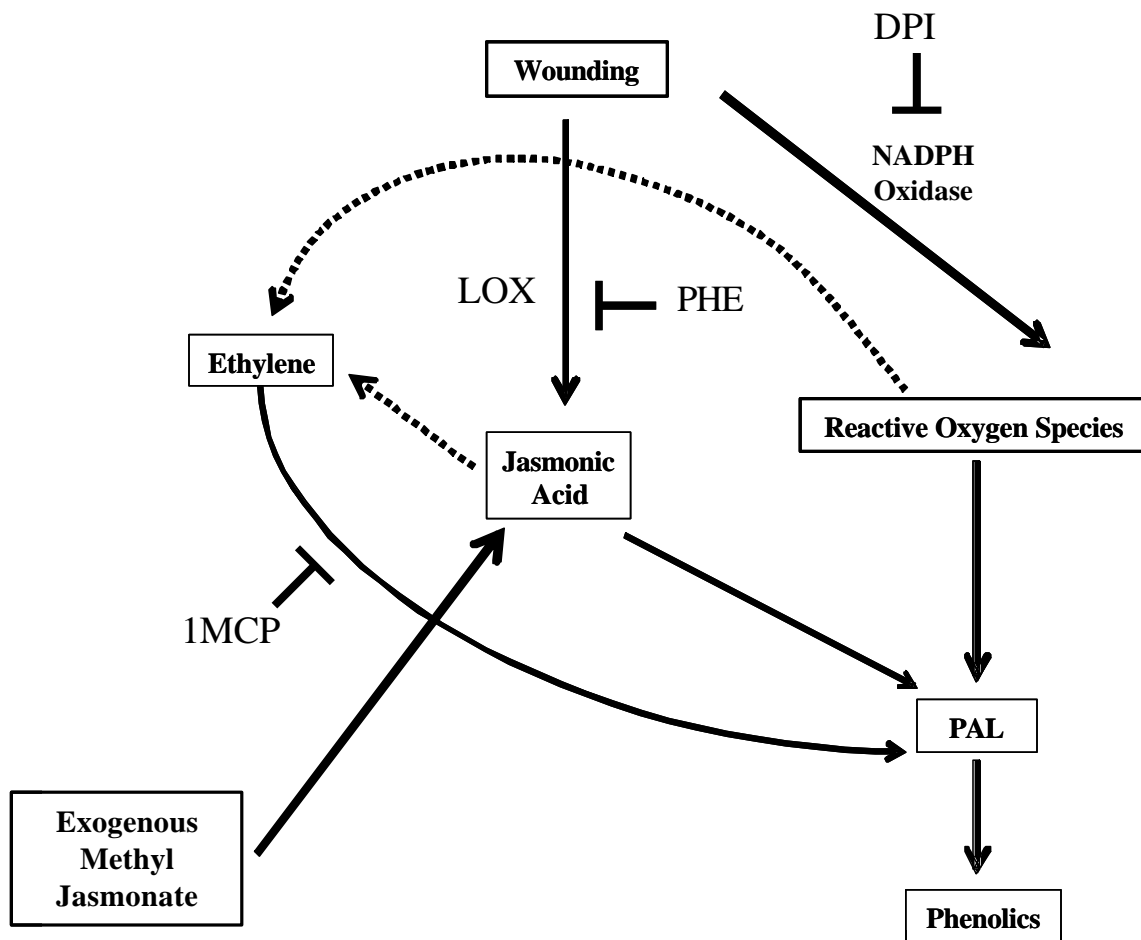 DPI
Wounding
NADPH
Oxidase
LOX
PHE
Ethylene
Reactive Oxygen Species
Jasmonic
Acid
1MCP
PAL
Exogenous
Methyl
Jasmonate
Phenolics